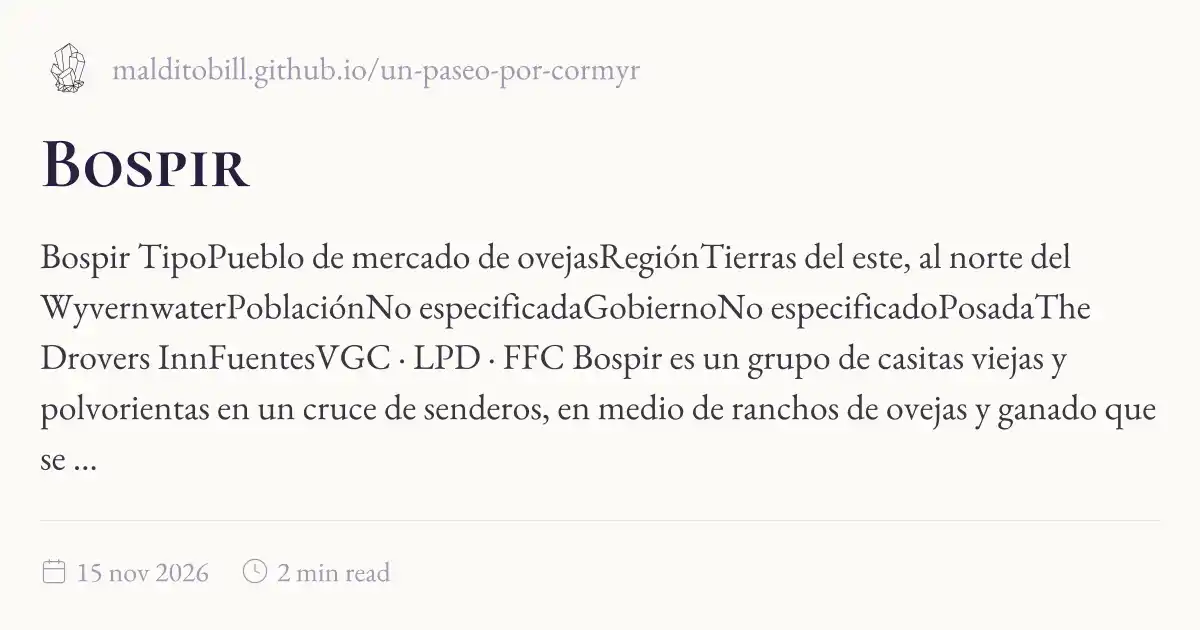 malditobill.github.io/un-paseo-por-cormyr
Bospir
Bospir TipoPueblo de mercado de ovejasRegiónTierras del este, al norte del
WyvernwaterPoblaciónNo especificadaGobiernoNo especificadoPosadaThe
Drovers InnFuentesVGC · LPD · FFC Bospir es un grupo de casitas viejas y
polvorientas en un cruce de senderos, en medio de ranchos de ovejas y ganado que
se ...
15 nov 2026 2 min read